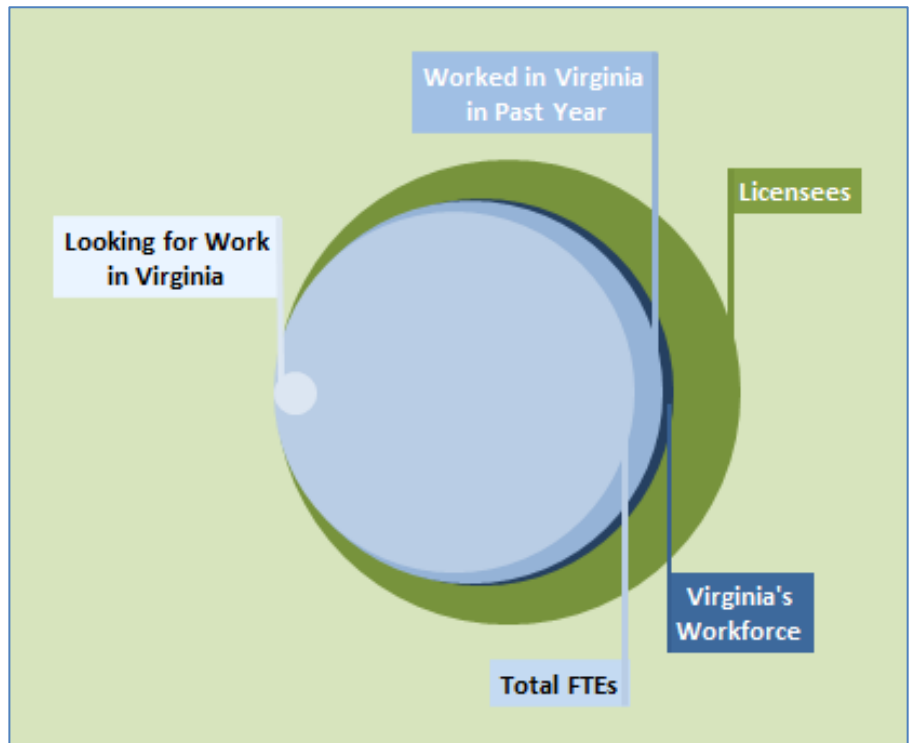 Worked in Virginia
in Past Year
Licensees
Looking for Work
in Virginia
Virginia's
Workforce
Total FTEs